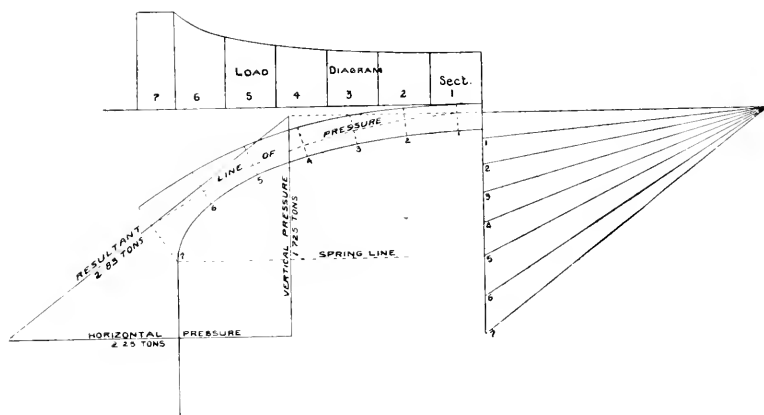 LOAD DIAGRAM Sect.
7 6 5 4 3 2 1
LINE OF PRESSURE
1
2
3
4
5
6
7
1
2
3
4
5
6
7
RESULTANT
2 83 TONS
VERTICAL PRESSURE
1.725 TONS
SPRING LINE
HORIZONTAL PRESSURE
2 25 TONS